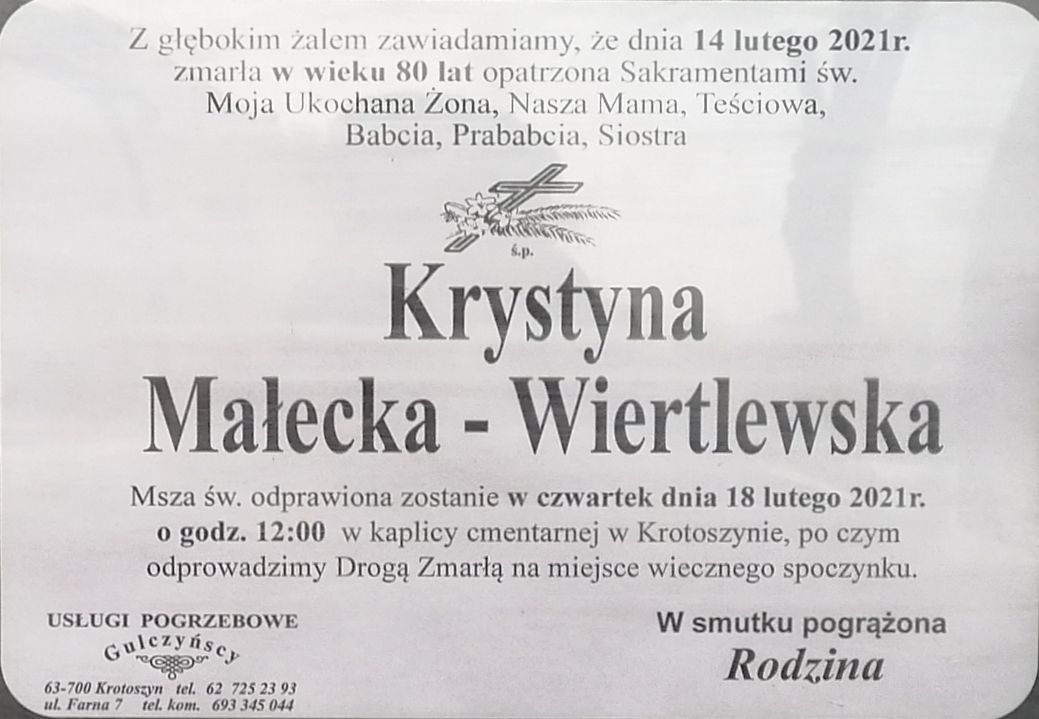 Z głębokim żalem zawiadamiamy, że dnia 14 lutego 2021r.
zmarła w wieku 80 lat opatrzona Sakramentami św.
Moja Ukochana Żona, Nasza Mama, Teściowa,
Babcia, Prababcia, Siostra
ś.p.
Krystyna
Małecka - Wiertlewska
Msza św. odprawiona zostanie w czwartek dnia 18 lutego 2021r.
o godz. 12:00 w kaplicy cmentarnej w Krotoszynie, po czym
odprowadzimy Drogą Zmarłą na miejsce wiecznego spoczynku.
USŁUGI POGRZEBOWE
Gulczyńscy
63-700 Krotoszyn tel. 62 725 23 93
ul. Farna 7 tel. kom. 693 345 044
W smutku pogrążona
Rodzina